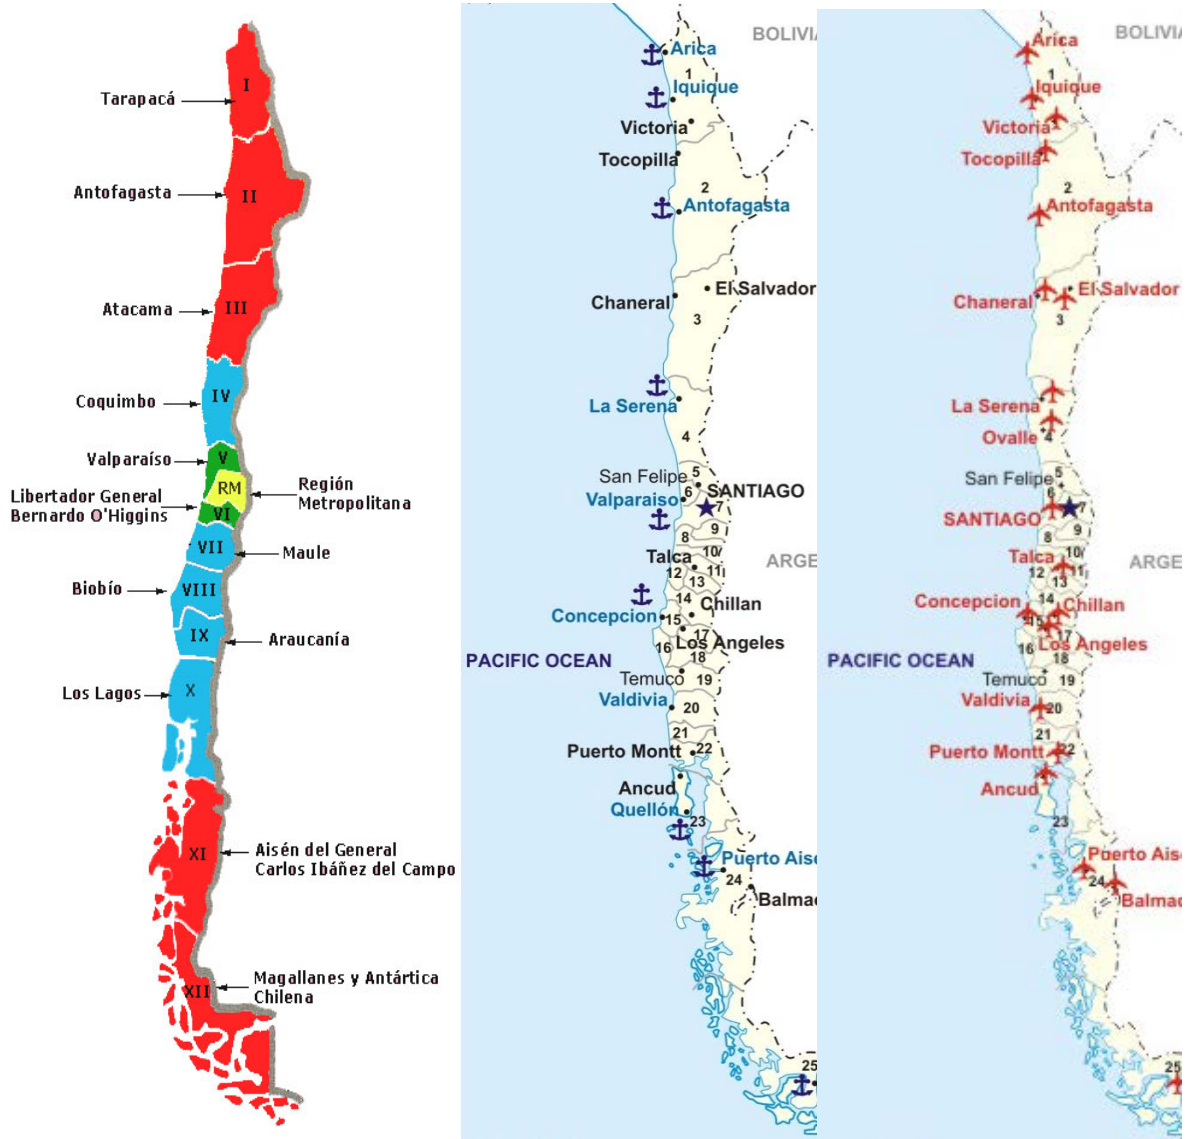 I
Tarapacá
Antofagasta
II
Atacama
III
IV
Coquimbo
V
Valparaíso
RM
Región
Metropolitana
Libertador General
Bernardo O'Higgins
VI
VII
Maule
VIII
Biobío
IX
Araucanía
X
Los Lagos
XI
Aisén del General
Carlos Ibáñez del Campo
XII
Magallanes y Antártica
Chilena
BOLIVIA
Arica
1
Iquique
Victoria
Tocopilla
2
Antofagasta
El Salvador
Chaneral
3
La Serena
4
San Felipe
5
6
SANTIAGO
Valparaiso
7
8
9
Talca
10
ARGE
11
12
13
14
Chillan
Concepcion
15
16
17
Los Angeles
PACIFIC OCEAN
18
Temuco
19
Valdivia
20
21
Puerto Montt
22
Ancud
Quellón
23
Puerto Aise
24
Balmac
25
BOLIVIA
Arica
1
Iquique
Victoria
Tocopilla
2
Antofagasta
El Salvador
Chaneral
3
La Serena
Ovalle
4
5
San Felipe
6
SANTIAGO
7
8
9
Talca
10
ARGE
11
12
13
14
Concepcion
Chillan
15
16
17
Los Angeles
PACIFIC OCEAN
18
Temuco
19
Valdivia
20
21
Puerto Montt
22
Ancud
23
Puerto Aise
24
Balmac
25